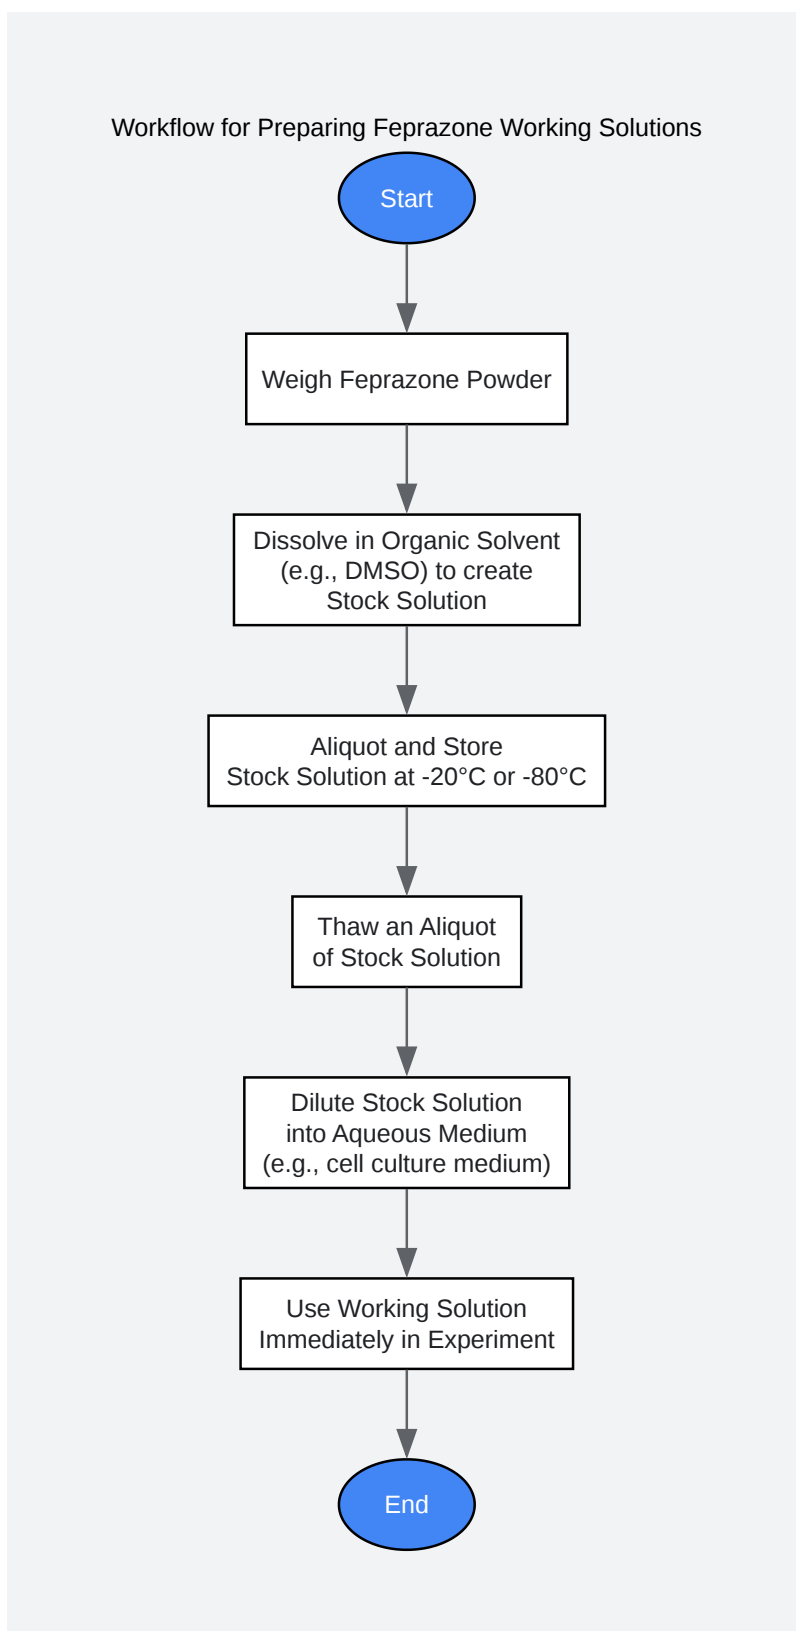 Workflow for Preparing Feprazone Working Solutions
Start
Weigh Feprazone Powder
Dissolve in Organic Solvent
(e.g., DMSO) to create
Stock Solution
Aliquot and Store
Stock Solution at -20°C or -80°C
Thaw an Aliquot
of Stock Solution
Dilute Stock Solution
into Aqueous Medium
(e.g., cell culture medium)
Use Working Solution
Immediately in Experiment
End